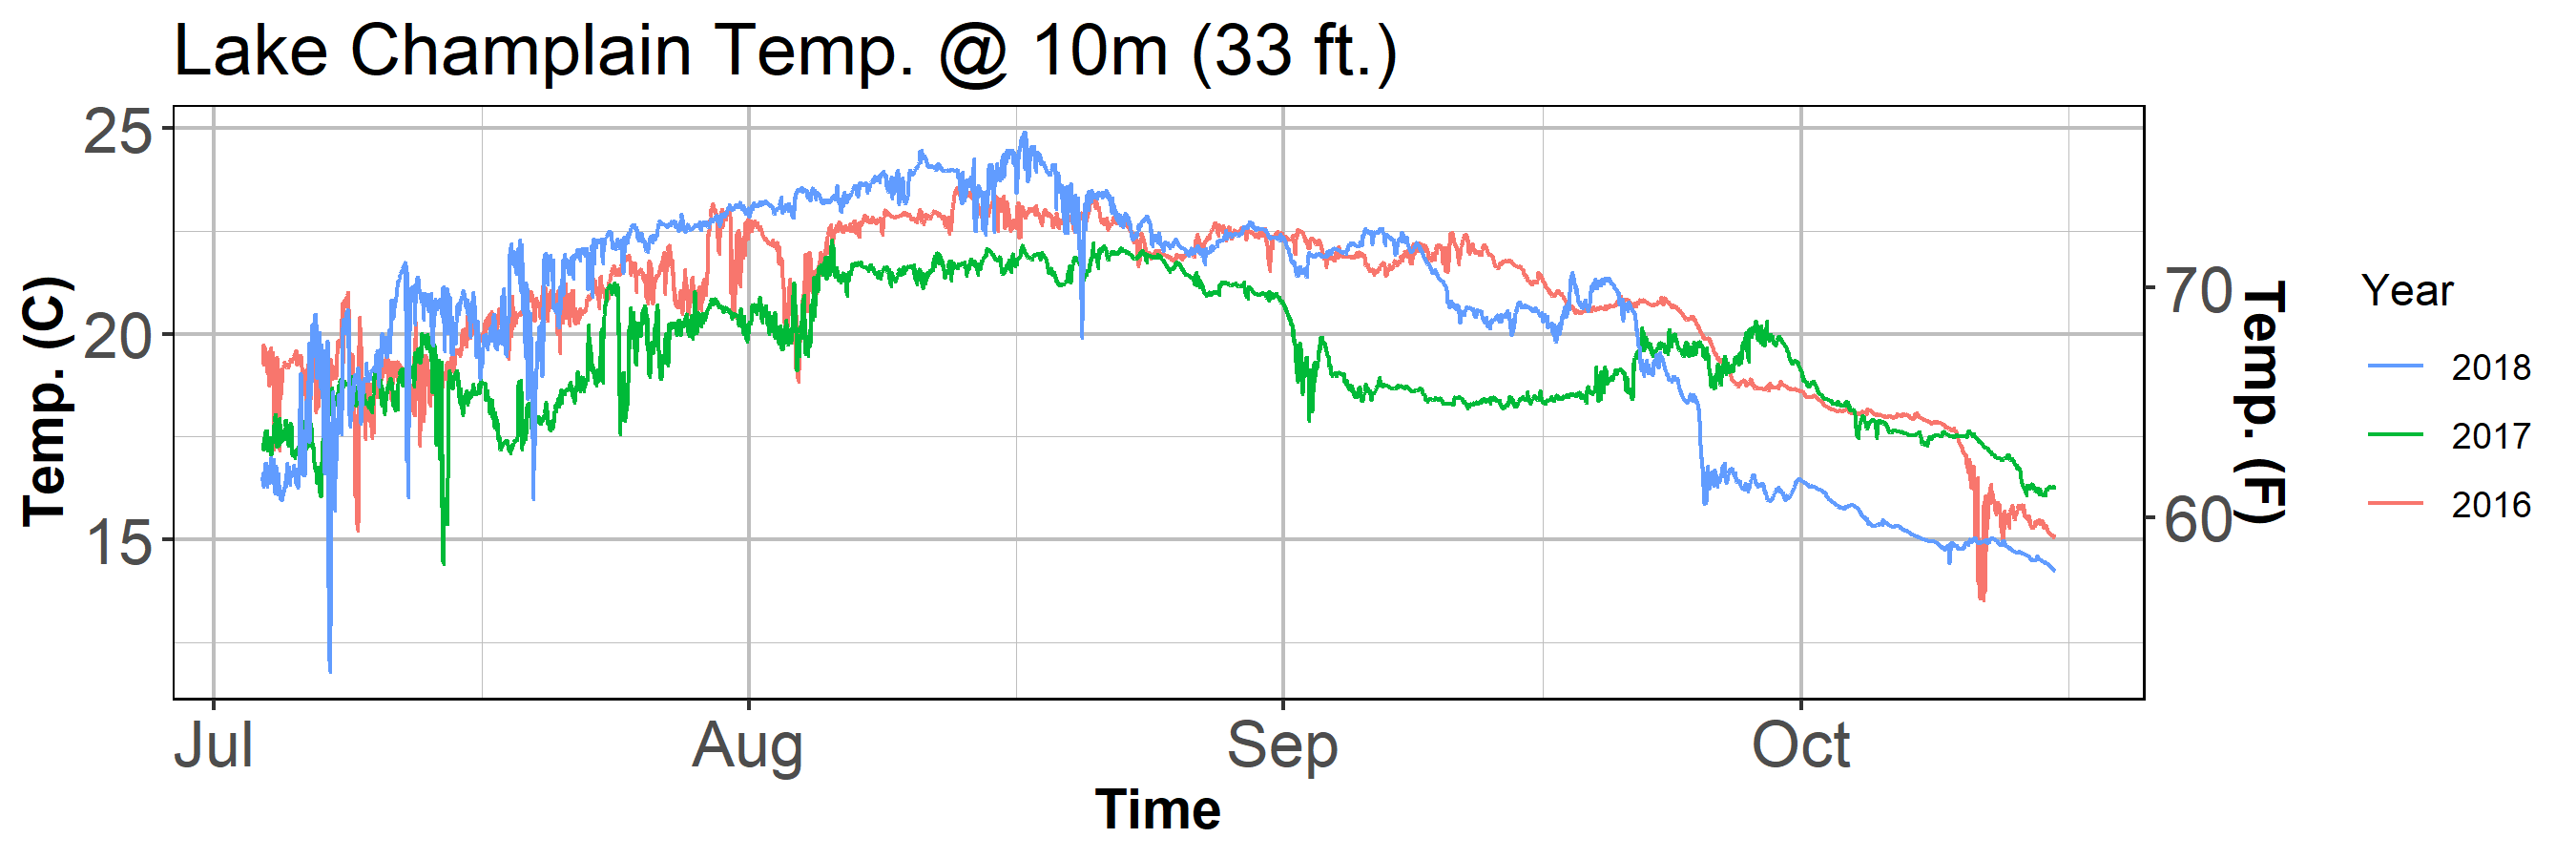 Lake Champlain Temp. @ 10m (33 ft.)
25
20
15
Temp. (C)
70
60
Temp. (F)
Jul Aug Sep Oct
Time
Year
2018
2017
2016